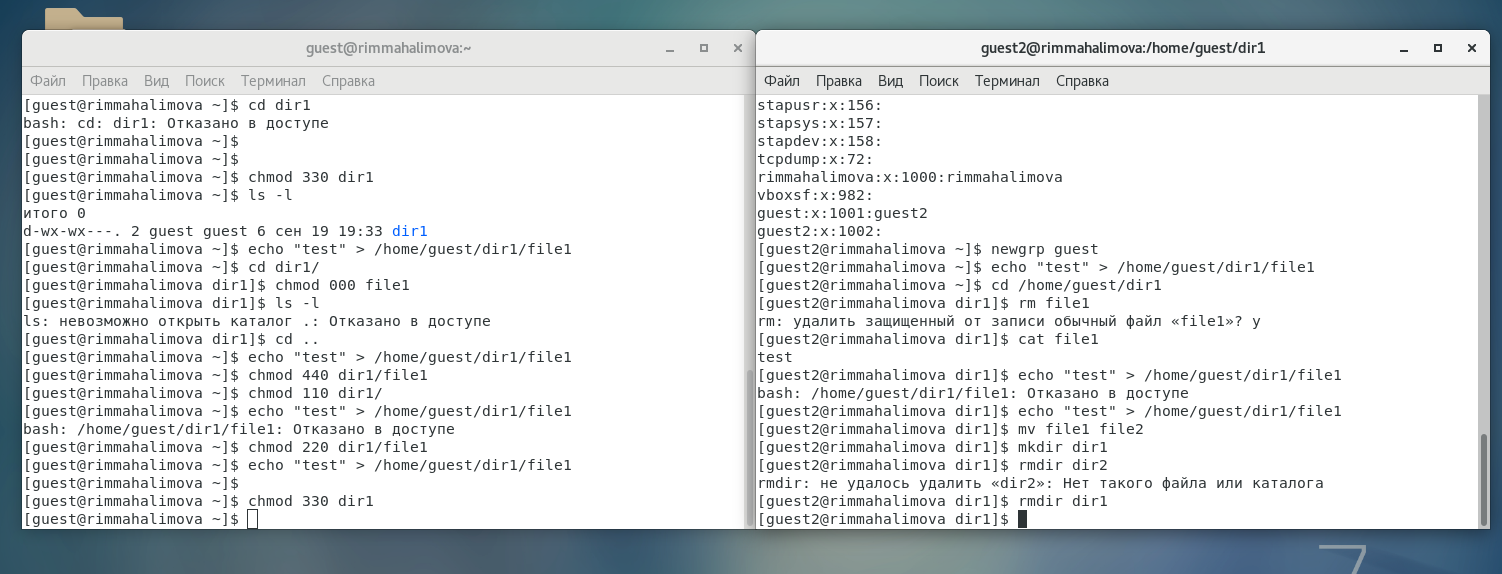 guest@rimmahalimova:~
Файл Правка Вид Поиск Терминал Справка
[guest@rimmahalimova ~]$ cd dir1
bash: cd: dir1: Отказано в доступе
[guest@rimmahalimova ~]$
[guest@rimmahalimova ~]$
[guest@rimmahalimova ~]$ chmod 330 dir1
[guest@rimmahalimova ~]$ ls -l
итого 0
d-wx-wx---. 2 guest guest 6 сен 19 19:33 dir1
[guest@rimmahalimova ~]$ echo "test" > /home/guest/dir1/file1
[guest@rimmahalimova ~]$ cd dir1/
[guest@rimmahalimova dir1]$ chmod 000 file1
[guest@rimmahalimova dir1]$ ls -l
ls: невозможно открыть каталог .: Отказано в доступе
[guest@rimmahalimova dir1]$ cd ..
[guest@rimmahalimova ~]$ echo "test" > /home/guest/dir1/file1
[guest@rimmahalimova ~]$ chmod 440 dir1/file1
[guest@rimmahalimova ~]$ chmod 110 dir1/
[guest@rimmahalimova ~]$ echo "test" > /home/guest/dir1/file1
bash: /home/guest/dir1/file1: Отказано в доступе
[guest@rimmahalimova ~]$ chmod 220 dir1/file1
[guest@rimmahalimova ~]$ echo "test" > /home/guest/dir1/file1
[guest@rimmahalimova ~]$
[guest@rimmahalimova ~]$ chmod 330 dir1
[guest@rimmahalimova ~]$
guest2@rimmahalimova:/home/guest/dir1
Файл Правка Вид Поиск Терминал Справка
stapusr:x:156:
stapsys:x:157:
stapdev:x:158:
tcpdump:x:72:
rimmahalimova:x:1000:rimmahalimova
vboxsf:x:982:
guest:x:1001:guest2
guest2:x:1002:
[guest2@rimmahalimova ~]$ newgrp guest
[guest2@rimmahalimova ~]$ echo "test" > /home/guest/dir1/file1
[guest2@rimmahalimova ~]$ cd /home/guest/dir1
[guest2@rimmahalimova dir1]$ rm file1
rm: удалить защищенный от записи обычный файл «file1»? y
[guest2@rimmahalimova dir1]$ cat file1
test
[guest2@rimmahalimova dir1]$ echo "test" > /home/guest/dir1/file1
bash: /home/guest/dir1/file1: Отказано в доступе
[guest2@rimmahalimova dir1]$ echo "test" > /home/guest/dir1/file1
[guest2@rimmahalimova dir1]$ mv file1 file2
[guest2@rimmahalimova dir1]$ mkdir dir1
[guest2@rimmahalimova dir1]$ rmdir dir2
rmdir: не удалось удалить «dir2»: Нет такого файла или каталога
[guest2@rimmahalimova dir1]$ rmdir dir1
[guest2@rimmahalimova dir1]$
7